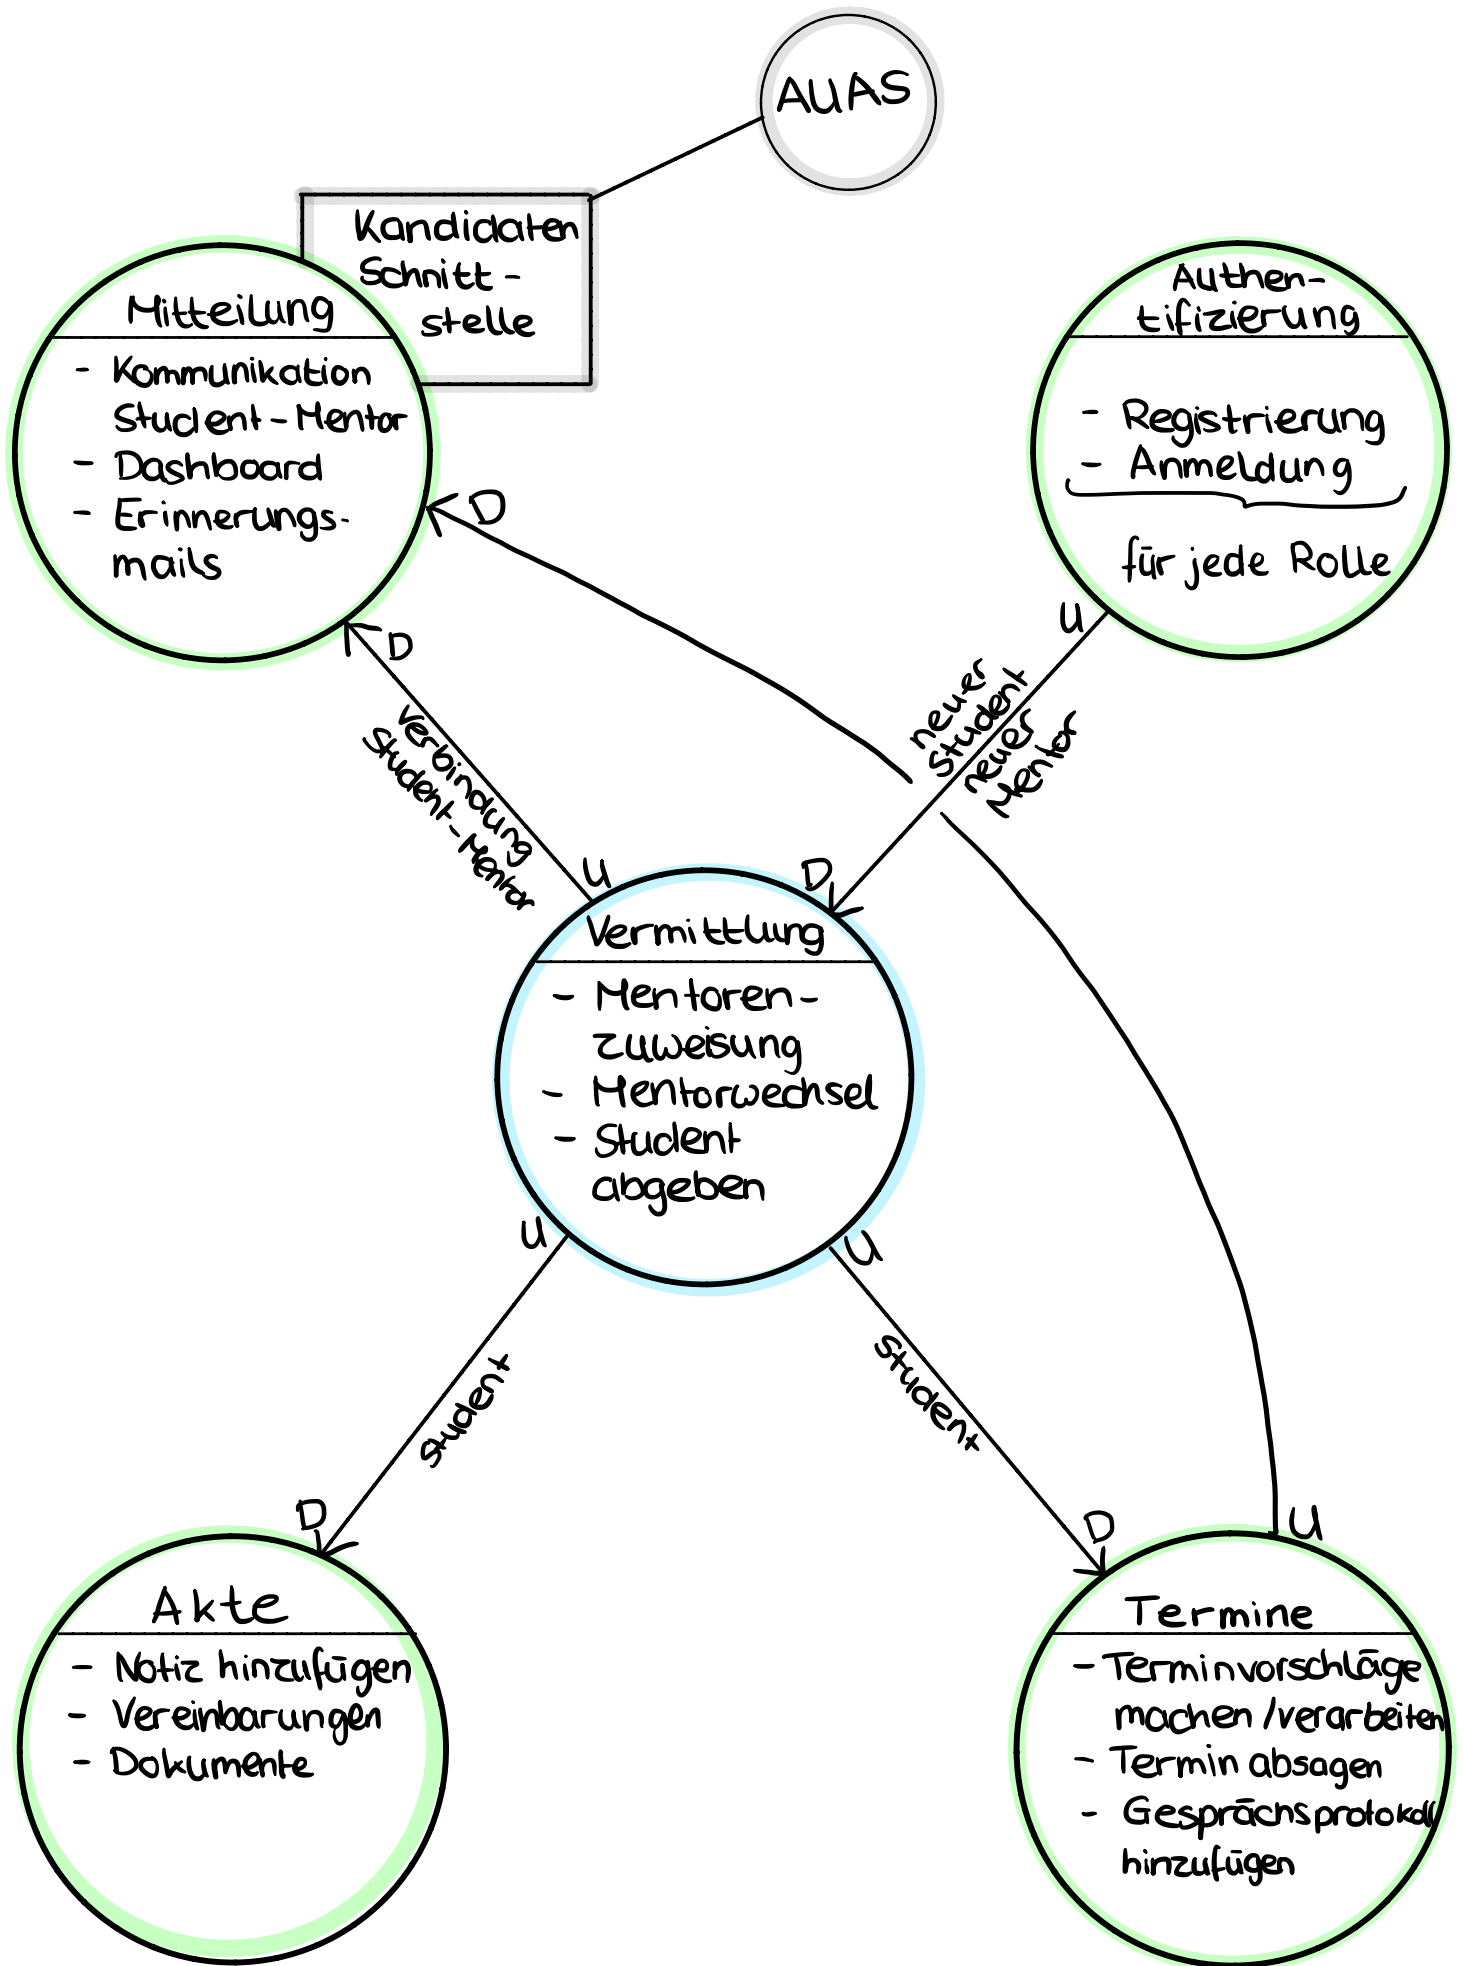 AUAS
Kandidaten
Schnitt-
stelle
Mitteilung
- Kommunikation
Student-Mentor
- Dashboard
- Erinnerungs-
mails
Authen-
tifizierung
- Registrierung
- Anmeldung
für jede Rolle
D
U
D
neuer
Student
neuer
Mentor
Verbindung
Student-Mentor
U
D
Vermittlung
- Mentoren-
zuweisung
- Mentorwechsel
- Student
abgeben
U
U
Student
Student
D
D
U
Akte
- Notiz hinzufügen
- Vereinbarungen
- Dokumente
Termine
- Terminvorschläge
machen/verarbeiten
- Termin absagen
- Gesprächsprotokoll
hinzufügen